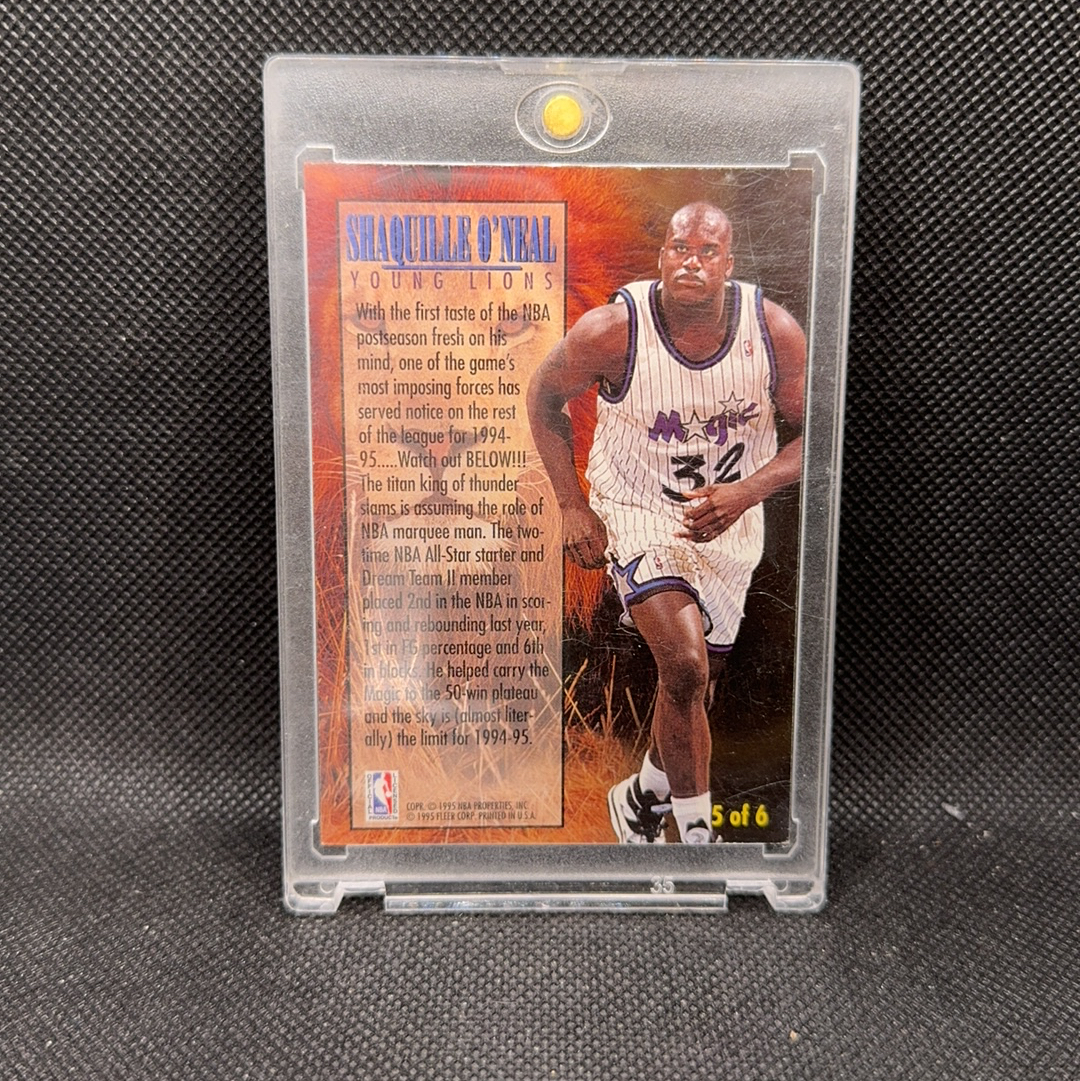 SHAQUILLE O'NEAL
YOUNG LIONS
With the first taste of the NBA
postseason fresh on his
mind, one of the game's
most imposing forces has
served notice on the rest
of the league for 1994-
95.....Watch out BELOW!!!
The titan king of thunder
slams is assuming the role of
NBA marquee man. The two-
time NBA All-Star starter and
Dream Team II member
placed 2nd in the NBA in scor-
ing and rebounding last year,
1st in FG percentage and 6th
in blocks. He helped carry the
Magic to the 50-win plateau
and the sky is (almost liter-
ally) the limit for 1994-95.
COPR. © 1995 NBA PROPERTIES, INC.
© 1995 FLEER CORP. PRINTED IN U.S.A.
Magic
32
5 of 6
35